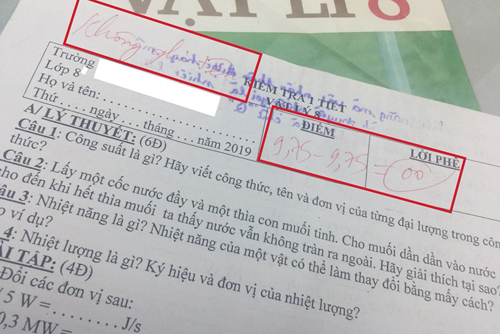 VẬT LÍ 8
Trường
KIỂM TRA 1 TIẾT
Lớp 8
VẬT LÝ 8
Họ và tên:
Thứ....... ngày ........ tháng .... năm 2019
ĐIỂM
LỜI PHÊ
9,75 - 9,75 = 00
A/ LÝ THUYẾT: (6Đ)
Câu 1: Công suất là gì? Hãy viết công thức, tên và đơn vị của từng đại lượng trong công
thức?
Câu 2: Lấy một cốc nước đầy và một thìa con muối tinh. Cho muối dần dần vào nước
cho đến khi hết thìa muối ta thấy nước vẫn không tràn ra ngoài. Hãy giải thích tại sao?
3: Nhiệt năng là gì? Nhiệt năng của một vật có thể làm thay đổi bằng mấy cách?
ví dụ?
4: Nhiệt lượng là gì? Ký hiệu và đơn vị của nhiệt lượng?
TẬP: (4Đ)
Đổi các đơn vị sau:
5 W = ........... J/s
0,3 MW =